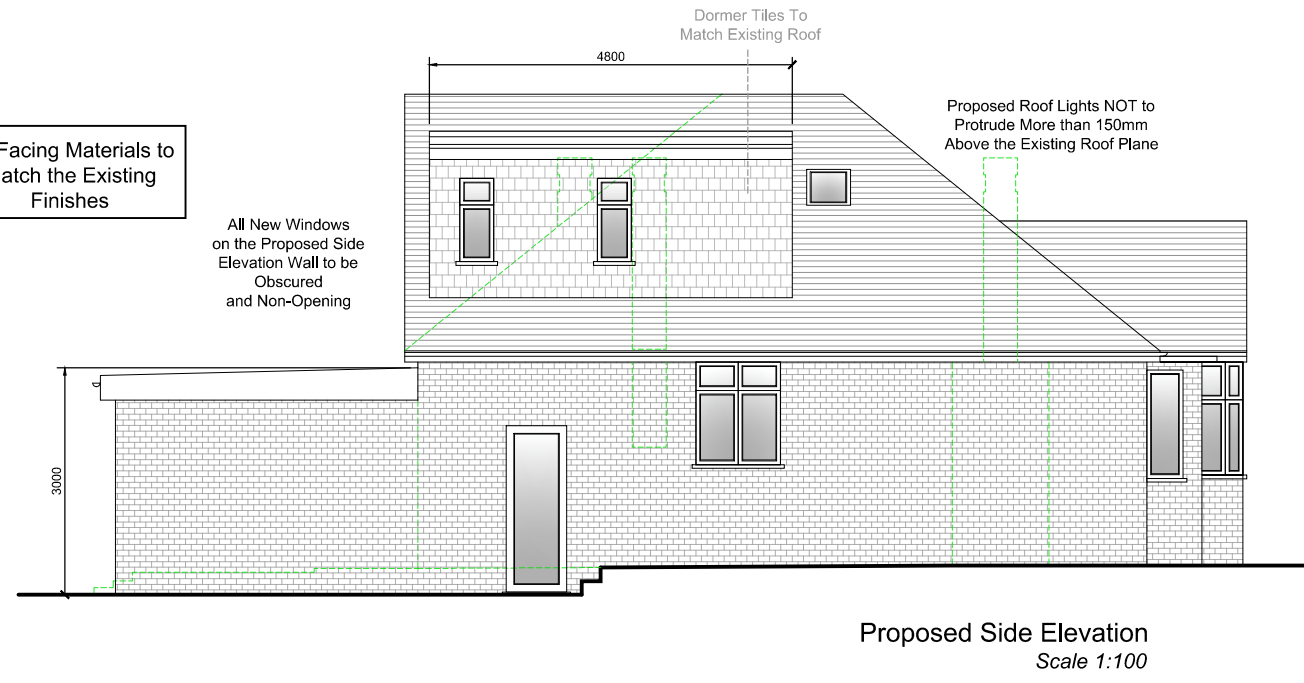 Dormer Tiles To
Match Existing Roof
4800
Proposed Roof Lights NOT to
Protrude More than 150mm
Above the Existing Roof Plane
Facing Materials to
the Existing
Finishes
All New Windows
on the Proposed Side
Elevation Wall to be
Obscured
and Non-Opening
3000
Proposed Side Elevation
Scale 1:100